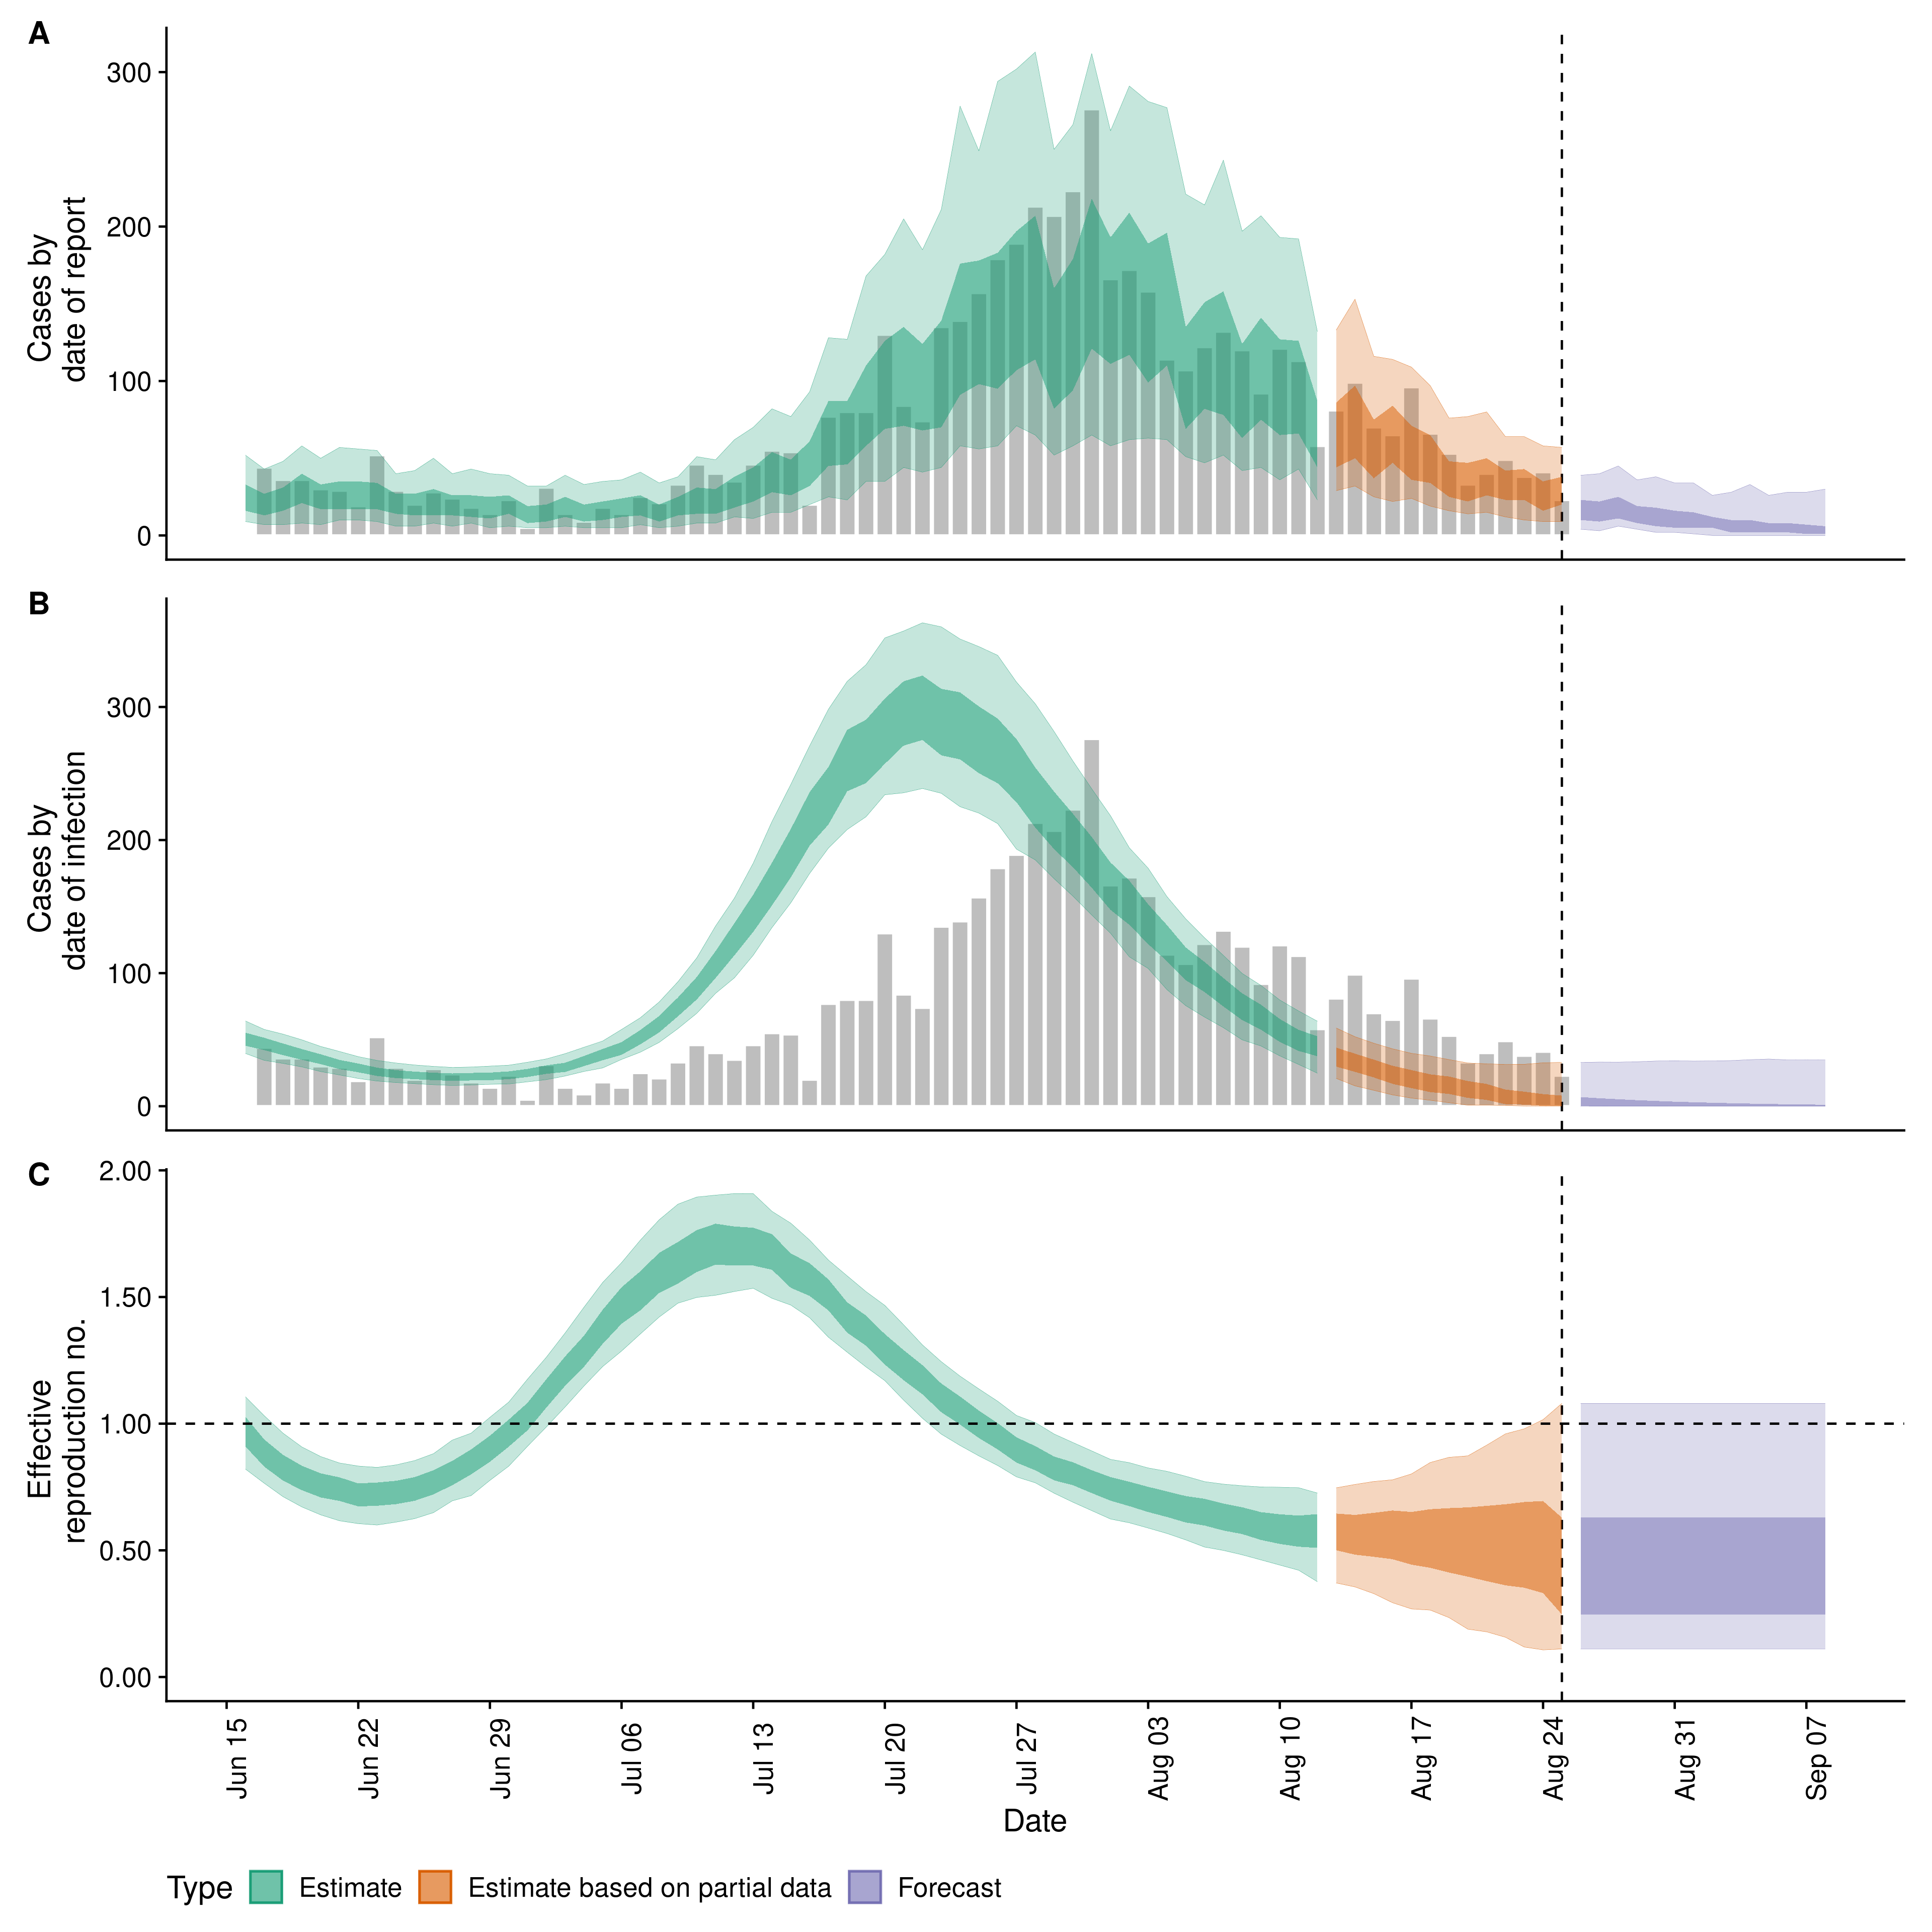 A
300
200
100
0
Cases by
date of report
B
300
200
100
0
Cases by
date of infection
C
2.00
1.50
1.00
0.50
0.00
Effective
reproduction no.
Jun 15
Jun 22
Jun 29
Jul 06
Jul 13
Jul 20
Jul 27
Aug 03
Aug 10
Aug 17
Aug 24
Aug 31
Sep 07
Date
Type Estimate Estimate based on partial data Forecast